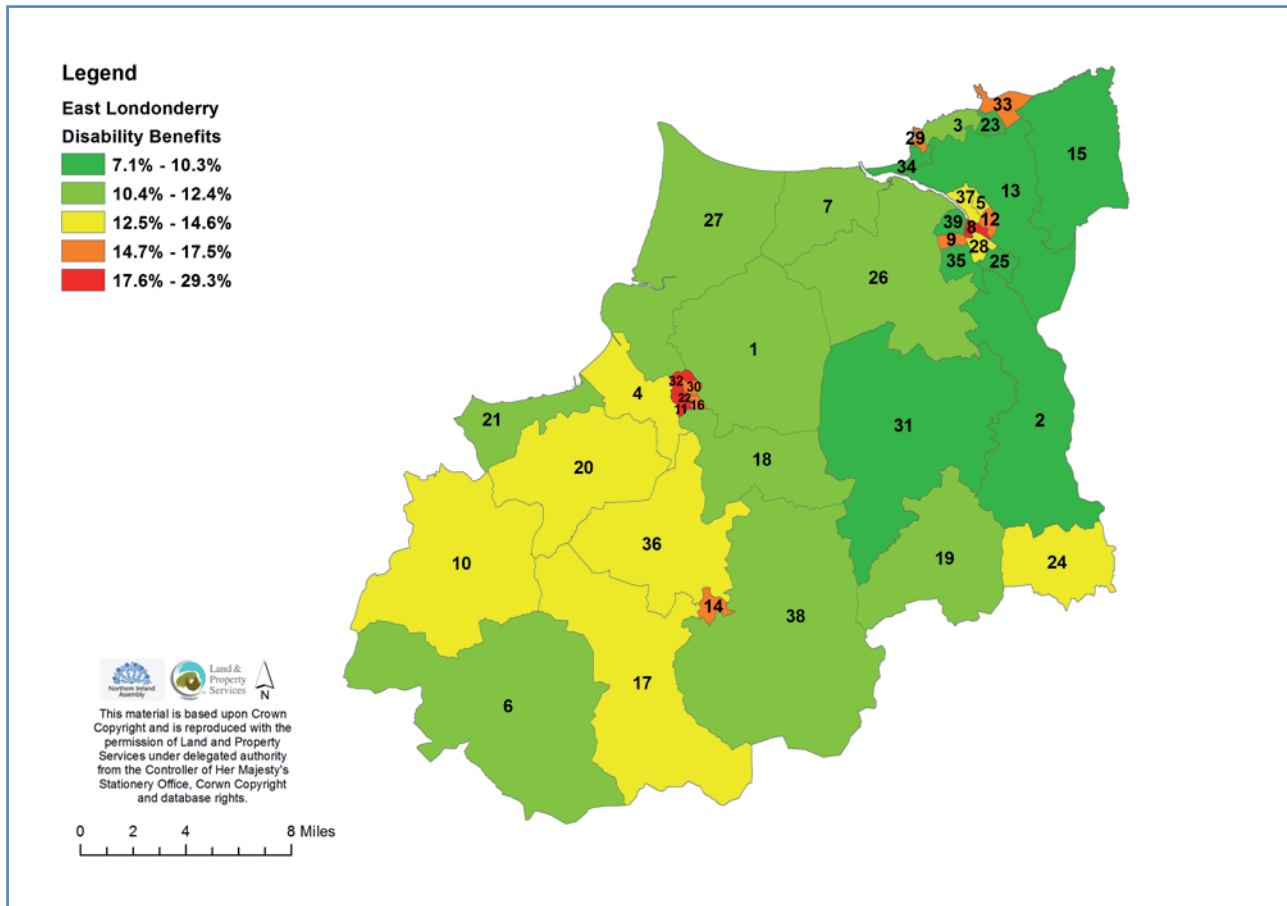 Legend
East Londonderry
Disability Benefits
7.1% - 10.3%
10.4% - 12.4%
12.5% - 14.6%
14.7% - 17.5%
17.6% - 29.3%
33
3
23
29
15
34
13
37
5
27
7
39
8
12
9
28
35
25
26
1
32
30
4
22
11
16
21
31
2
18
20
36
10
19
24
14
38
17
6
Northern Ireland
Assembly
Land &
Property
Services
N
This material is based upon Crown
Copyright and is reproduced with the
permission of Land and Property
Services under delegated authority
from the Controller of Her Majesty's
Stationery Office, Corwn Copyright
and database rights.
0 2 4 8 Miles